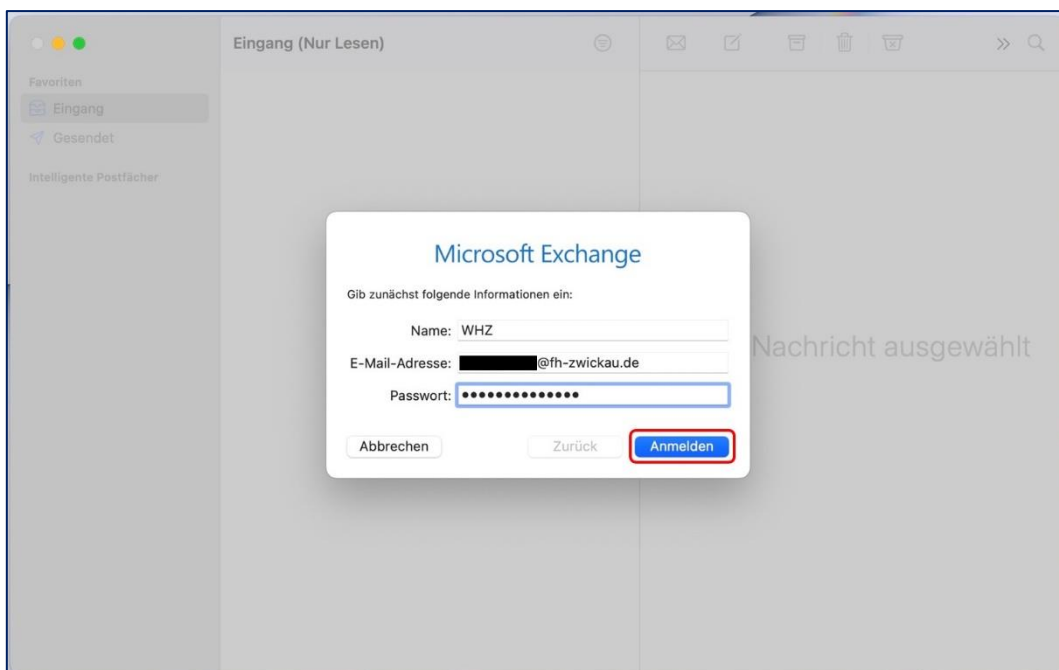 Eingang (Nur Lesen)
Favoriten
Eingang
Gesendet
Intelligente Postfächer
Nachricht ausgewählt
Microsoft Exchange
Gib zunächst folgende Informationen ein:
Name: WHZ
E-Mail-Adresse: @fh-zwickau.de
Passwort: ••••••••••••••
Abbrechen Zurück Anmelden